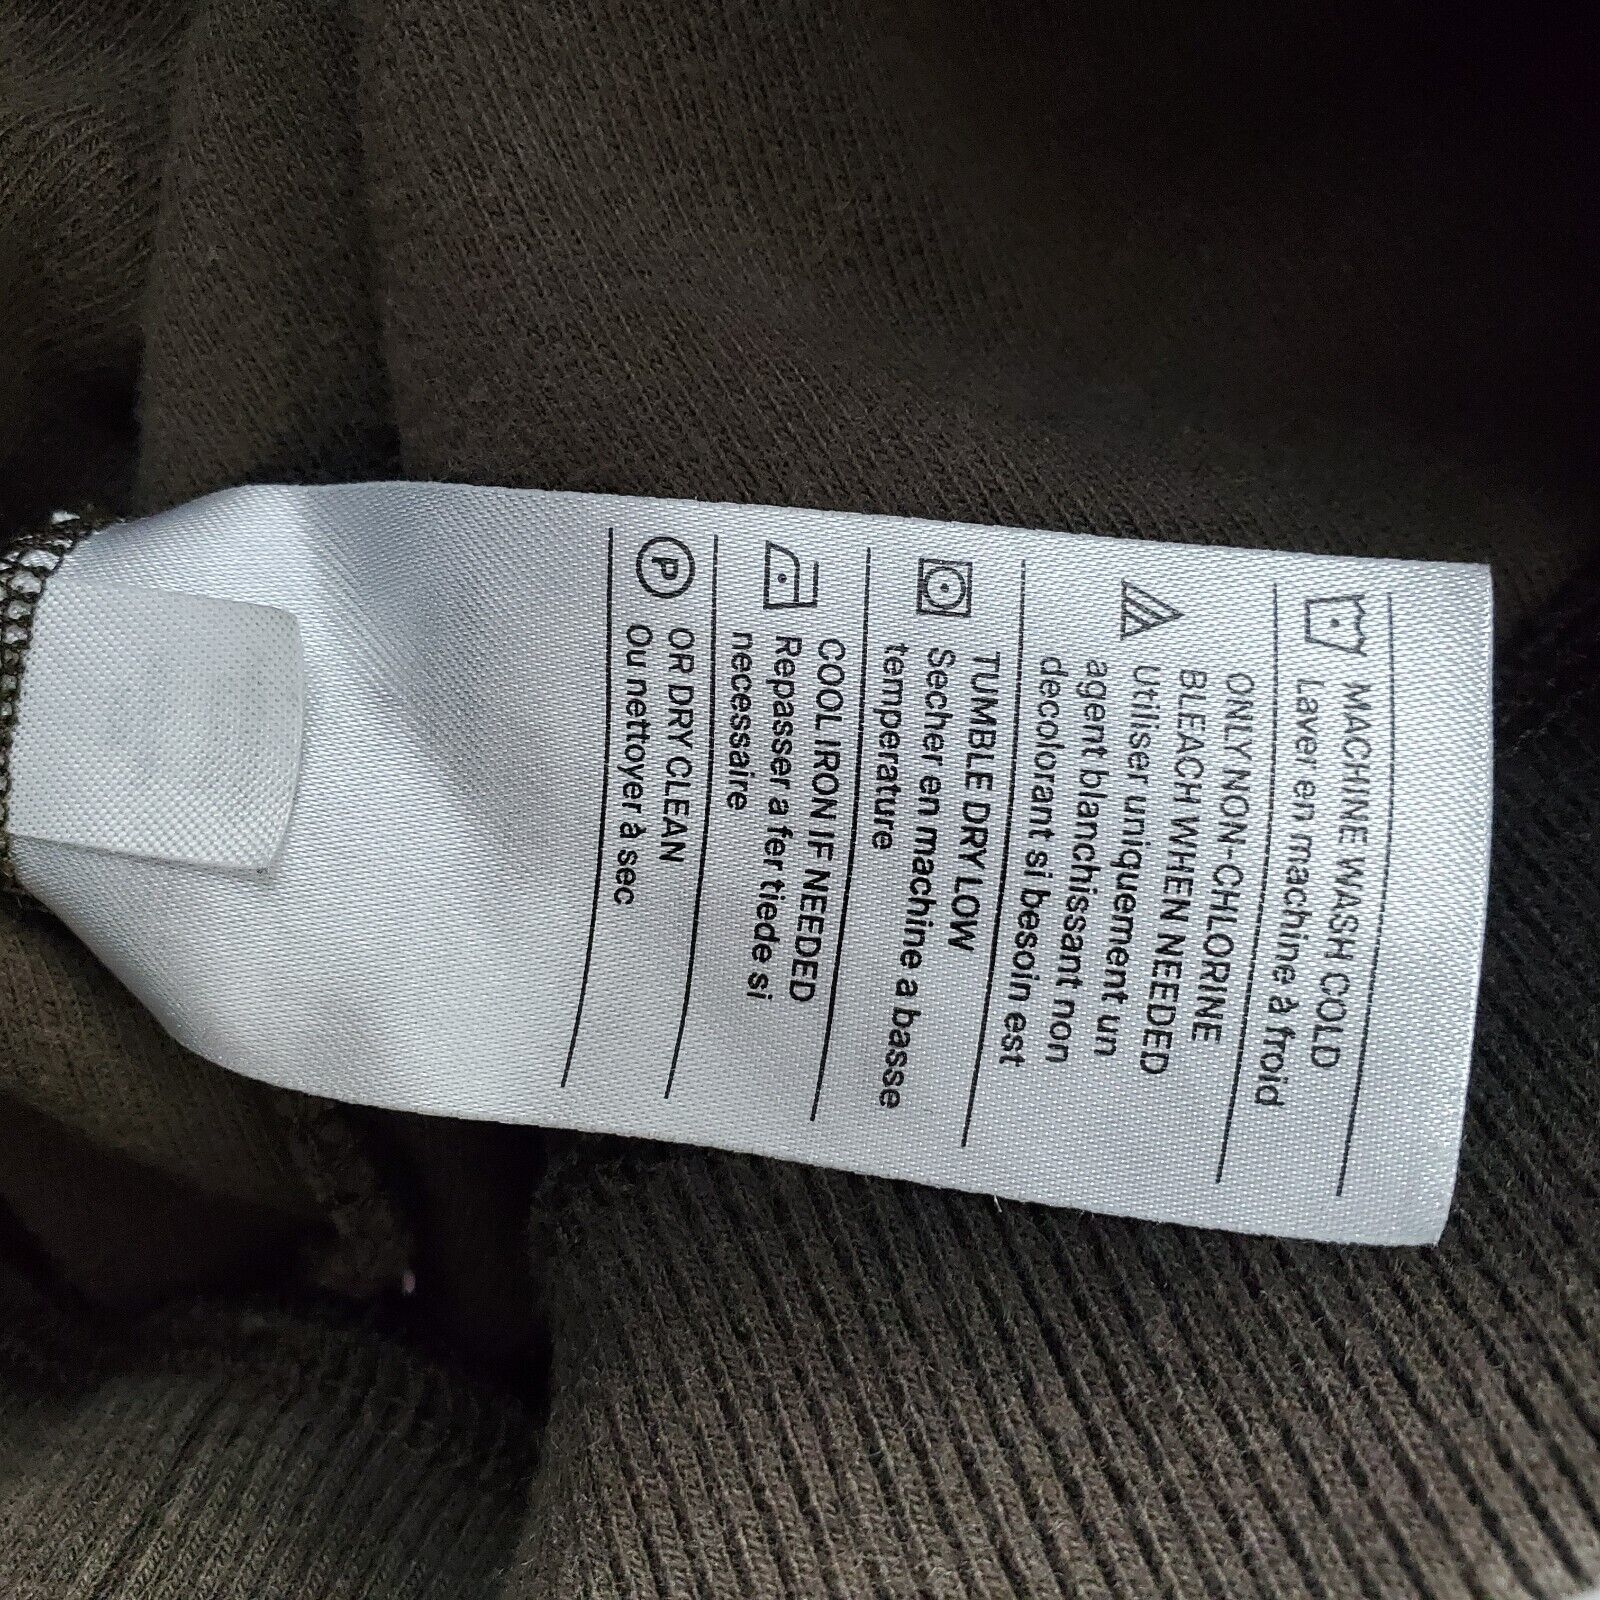 MACHINE WASH COLD
Laver en machine à froid
ONLY NON-CHLORINE
BLEACH WHEN NEEDED
Utiliser uniquement un
agent blanchissant non
decolorant si besoin est
TUMBLE DRY LOW
Secher en machine a basse
temperature
COOL IRON IF NEEDED
Repasser a fer tiede si
necessaire
P
OR DRY CLEAN
Ou nettoyer à sec